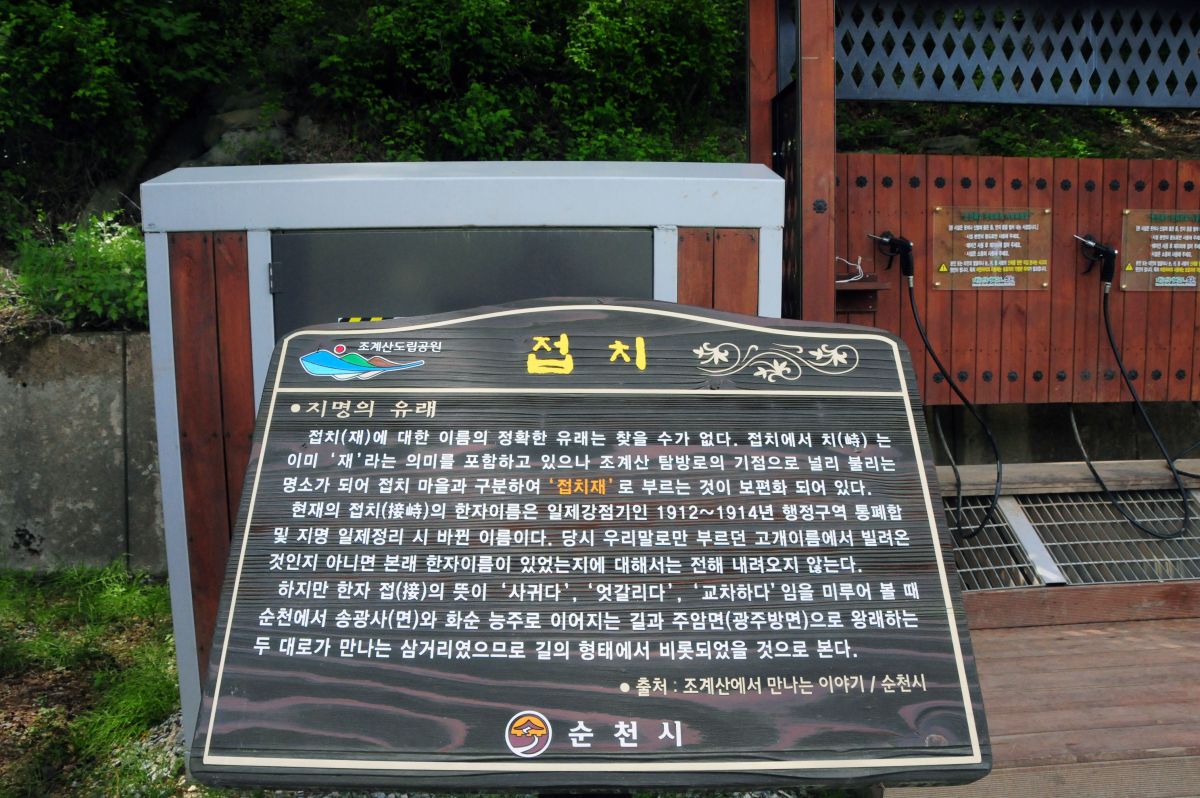 조계산도립공원
접치
• 지명의 유래
접치(재)에 대한 이름의 정확한 유래는 찾을 수가 없다. 접치에서 치(峙) 는
이미 '재'라는 의미를 포함하고 있으나 조계산 탐방로의 기점으로 널리 불리는
명소가 되어 접치 마을과 구분하여 '접치재'로 부르는 것이 보편화 되어 있다.
현재의 접치(接峙)의 한자이름은 일제강점기인 1912~1914년 행정구역 통폐합
및 지명 일제정리 시 바뀐 이름이다. 당시 우리말로만 부르던 고개이름에서 빌려온
것인지 아니면 본래 한자이름이 있었는지에 대해서는 전해 내려오지 않는다.
하지만 한자 접(接)의 뜻이 '사귀다', '엇갈리다', '교차하다'임을 미루어 볼 때
순천에서 송광사(면)와 화순 능주로 이어지는 길과 주암면(광주방면)으로 왕래하는
두 대로가 만나는 삼거리였으므로 길의 형태에서 비롯되었을 것으로 본다.
• 출처 : 조계산에서 만나는 이야기 / 순천시
순천시